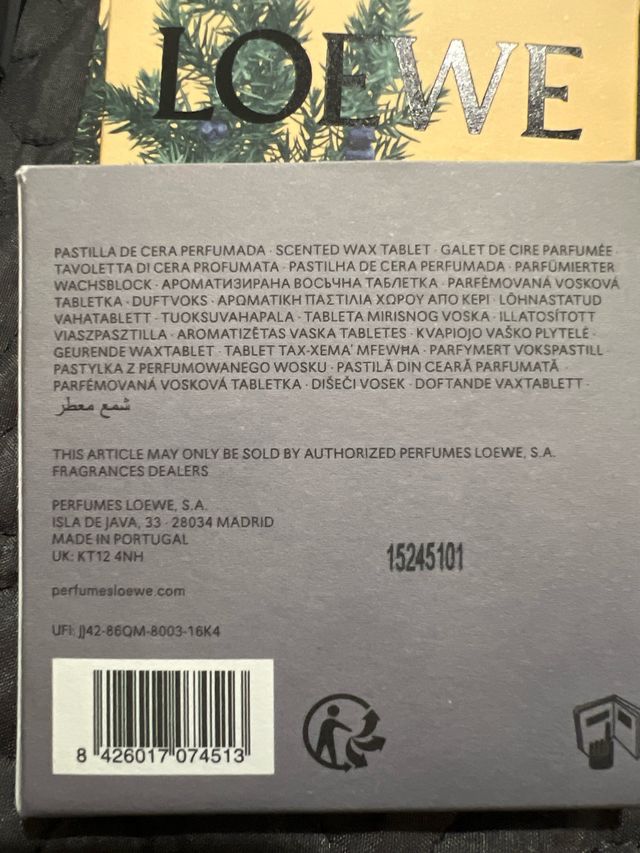 LOEWE
PASTILLA DE CERA PERFUMADA · SCENTED WAX TABLET · GALET DE CIRE PARFUMÉE ·
TAVOLETTA DI CERA PROFUMATA · PASTILHA DE CERA PERFUMADA · PARFÜMIERTER
WACHSBLOCK · АРОМАТИЗИРАНА ВОСЪЧНА ТАБЛЕТКА · PARFÉMOVANÁ VOSKOVÁ
TABLETKA · DUFTVOKS · ΑΡΩΜΑΤΙΚΗ ΠΑΣΤΙΛΙΑ ΧΩΡΟΥ ΑΠΟ ΚΕΡΙ · LÕHNASTATUD
VAHATABLETT · TUOKSUVAHAPALA · TABLETA MIRISNOG VOSKA · ILLATOSÍTOTT
VIASZPASZTILLA · AROMATIZĒTAS VASKA TABLETES · KVAPIOJO VAŠKO PLYTELĖ ·
GEURENDE WAXTABLET · TABLET TAX-XEMA' MFEWĦA · PARFYMERT VOKSPASTILL ·
PASTYLKA Z PERFUMOWANEGO WOSKU · PASTILĂ DIN CEARĂ PARFUMATĂ ·
PARFÉMOVANÁ VOSKOVÁ TABLETKA · DIŠEČI VOSEK · DOFTANDE VAXTABLETT ·
شمع معطر
THIS ARTICLE MAY ONLY BE SOLD BY AUTHORIZED PERFUMES LOEWE, S.A.
FRAGRANCES DEALERS
PERFUMES LOEWE, S.A.
ISLA DE JAVA, 33 · 28034 MADRID
MADE IN PORTUGAL
UK: KT12 4NH
15245101
perfumesloewe.com
UFI: JJ42-86QM-8003-16K4
8 426017 074513